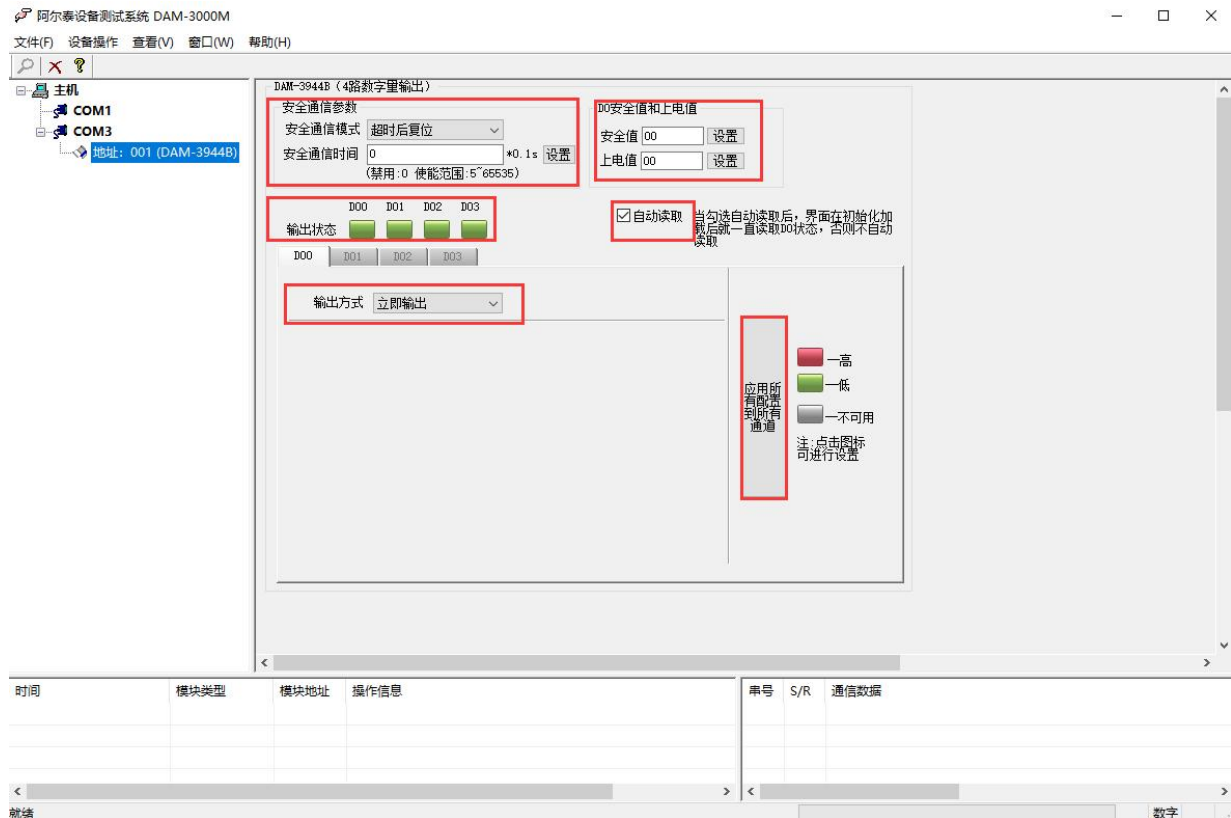 阿尔泰设备测试系统 DAM-3000M
文件(F) 设备操作 查看(V) 窗口(W) 帮助(H)
主机
COM1
COM3
地址: 001 (DAM-3944B)
DAM-3944B (4路数字量输出)
安全通信参数
安全通信模式 超时后复位
安全通信时间 0 *0.1s 设置
(禁用:0 使能范围:5~65535)
DO安全值和上电值
安全值 00 设置
上电值 00 设置
DO0 DO1 DO2 DO3
输出状态
自动读取
当勾选自动读取后，界面在初始化加
载后就一直读取DO状态，否则不自动
读取
DO0 DO1 DO2 DO3
输出方式 立即输出
应用所
有配置
到所有
通道
—高
—低
—不可用
注:点击图标
可进行设置
时间 模块类型 模块地址 操作信息
串号 S/R 通信数据
就绪
数字